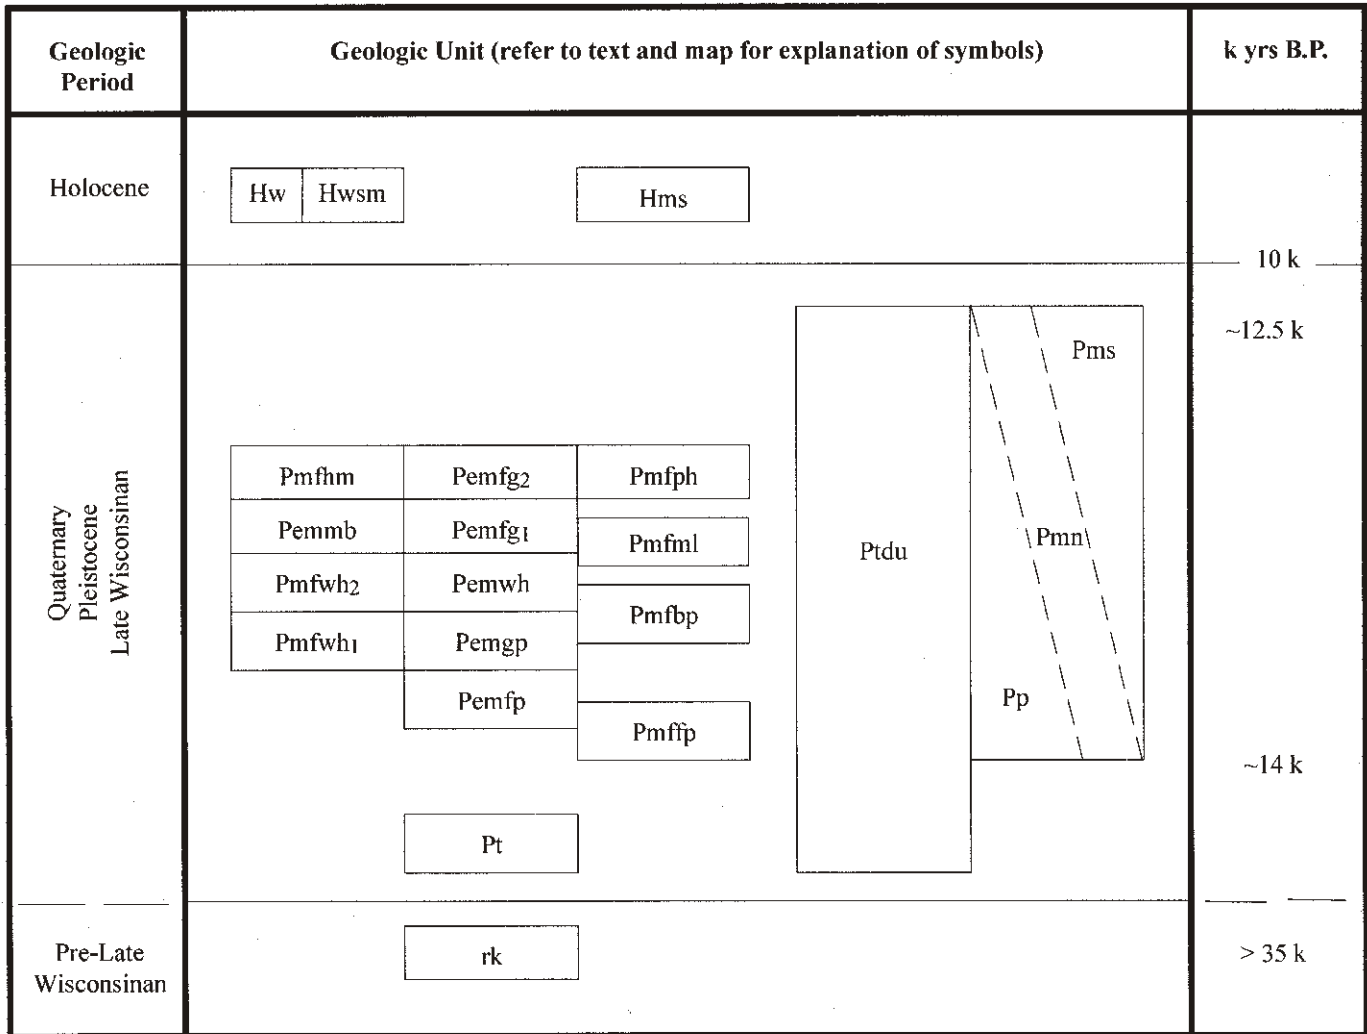 Geologic
Period
Geologic Unit (refer to text and map for explanation of symbols)
k yrs B.P.
Holocene
Hw
Hwsm
Hms
10 k
~12.5 k
Pms
Quaternary
Pleistocene
Late Wisconsinan
Pmfhm
Pemfg2
Pmfph
Pemmb
Pemfg1
Pmfml
Pmn
Ptdu
Pmfwh2
Pemwh
Pmfbp
Pmfwh1
Pemgp
Pemfp
Pp
Pmffp
~14 k
Pt
Pre-Late
Wisconsinan
rk
> 35 k